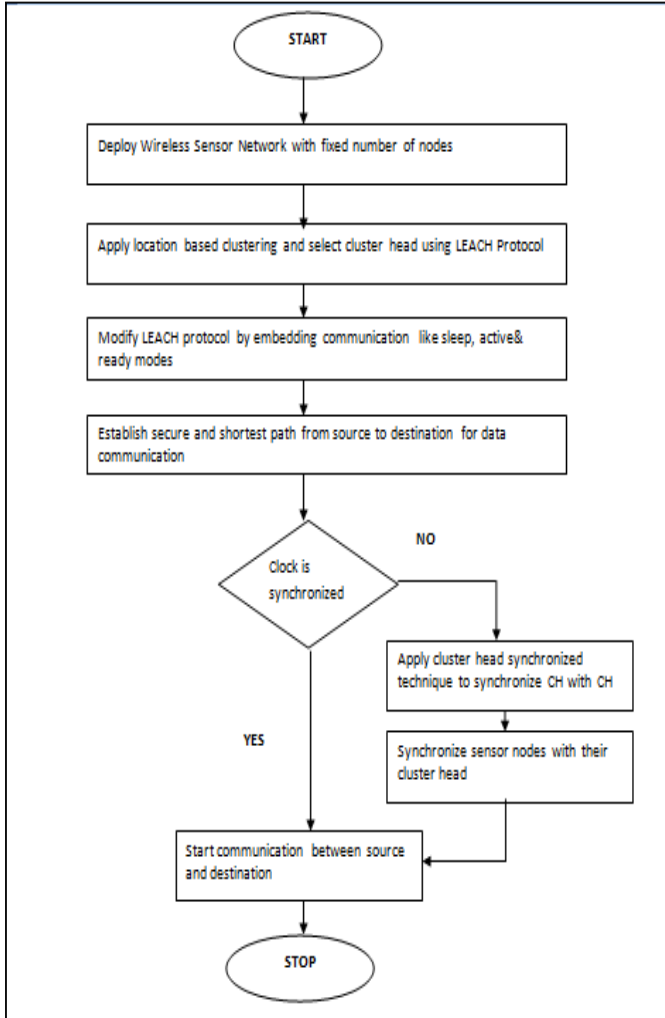 START
Deploy Wireless Sensor Network with fixed number of nodes
Apply location based clustering and select cluster head using LEACH Protocol
Modify LEACH protocol by embedding communication like sleep, active&
ready modes
Establish secure and shortest path from source to destination for data
communication
NO
Clock is
synchronized
Apply cluster head synchronized
technique to synchronize CH with CH
YES
Synchronize sensor nodes with their
cluster head
Start communication between source
and destination
STOP